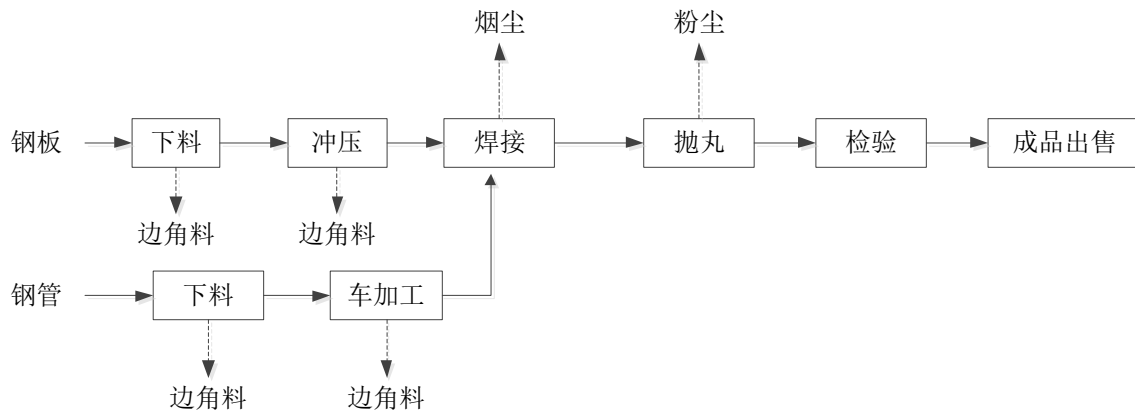 烟尘 粉尘
钢板 下料 冲压 焊接 抛丸 检验 成品出售
边角料 边角料
钢管 下料 车加工
边角料 边角料